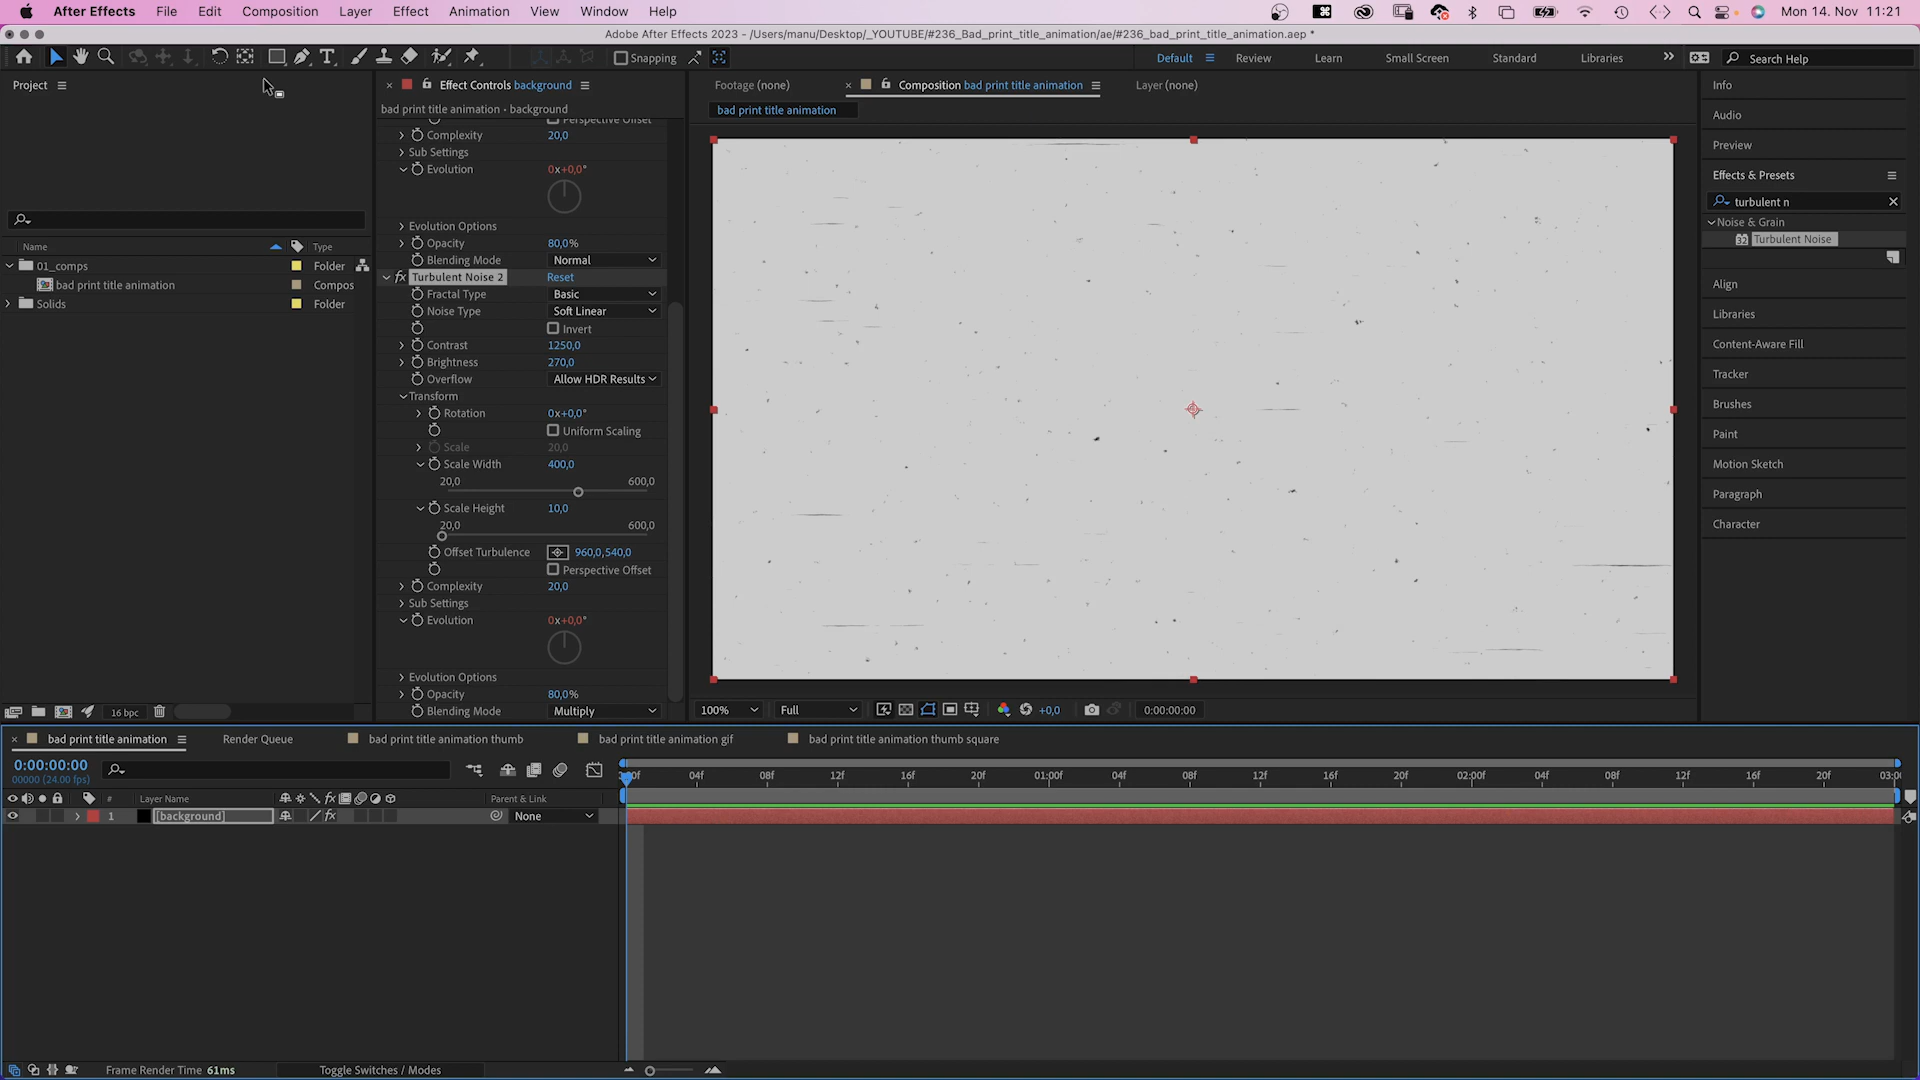 After Effects File Edit Composition Layer Effect Animation View Window Help Mon 14. Nov 11:21
Adobe After Effects 2023 - /Users/manu/Desktop/_YOUTUBE/#236_Bad_print_title_animation/ae/#236_bad_print_title_animation.aep *
Snapping Default Review Learn Small Screen Standard Libraries Search Help
Project Effect Controls background Footage (none) Composition bad print title animation Layer (none) Info
bad print title animation • background bad print title animation
Perspective Offset
Audio
Complexity 20,0
Preview
Sub Settings
Evolution 0x+0,0°
Effects & Presets
turbulent n
Noise & Grain
Evolution Options
Turbulent Noise
Name Type
Opacity 80,0%
01_comps Folder
Blending Mode Normal
bad print title animation Compos
Turbulent Noise 2 Reset
Align
Solids Folder
Fractal Type Basic
Noise Type Soft Linear
Libraries
Invert
Contrast 1250,0
Content-Aware Fill
Brightness 270,0
Overflow Allow HDR Results
Tracker
Transform
Brushes
Rotation 0x+0,0°
Uniform Scaling
Paint
Scale 20,0
Scale Width 400,0
Motion Sketch
20,0 600,0
Paragraph
Scale Height 10,0
20,0 600,0
Character
Offset Turbulence 960,0,540,0
Perspective Offset
Complexity 20,0
Sub Settings
Evolution 0x+0,0°
Evolution Options
Opacity 80,0%
Blending Mode Multiply
16 bpc
100% Full +0,0 0:00:00:00
bad print title animation Render Queue bad print title animation thumb bad print title animation gif bad print title animation thumb square
0:00:00:00
00000 (24.00 fps)
04f 08f 12f 16f 20f 01:00f 04f 08f 12f 16f 20f 02:00f 04f 08f 12f 16f 20f
# Layer Name Parent & Link
1 [background] None
Frame Render Time 61ms Toggle Switches / Modes